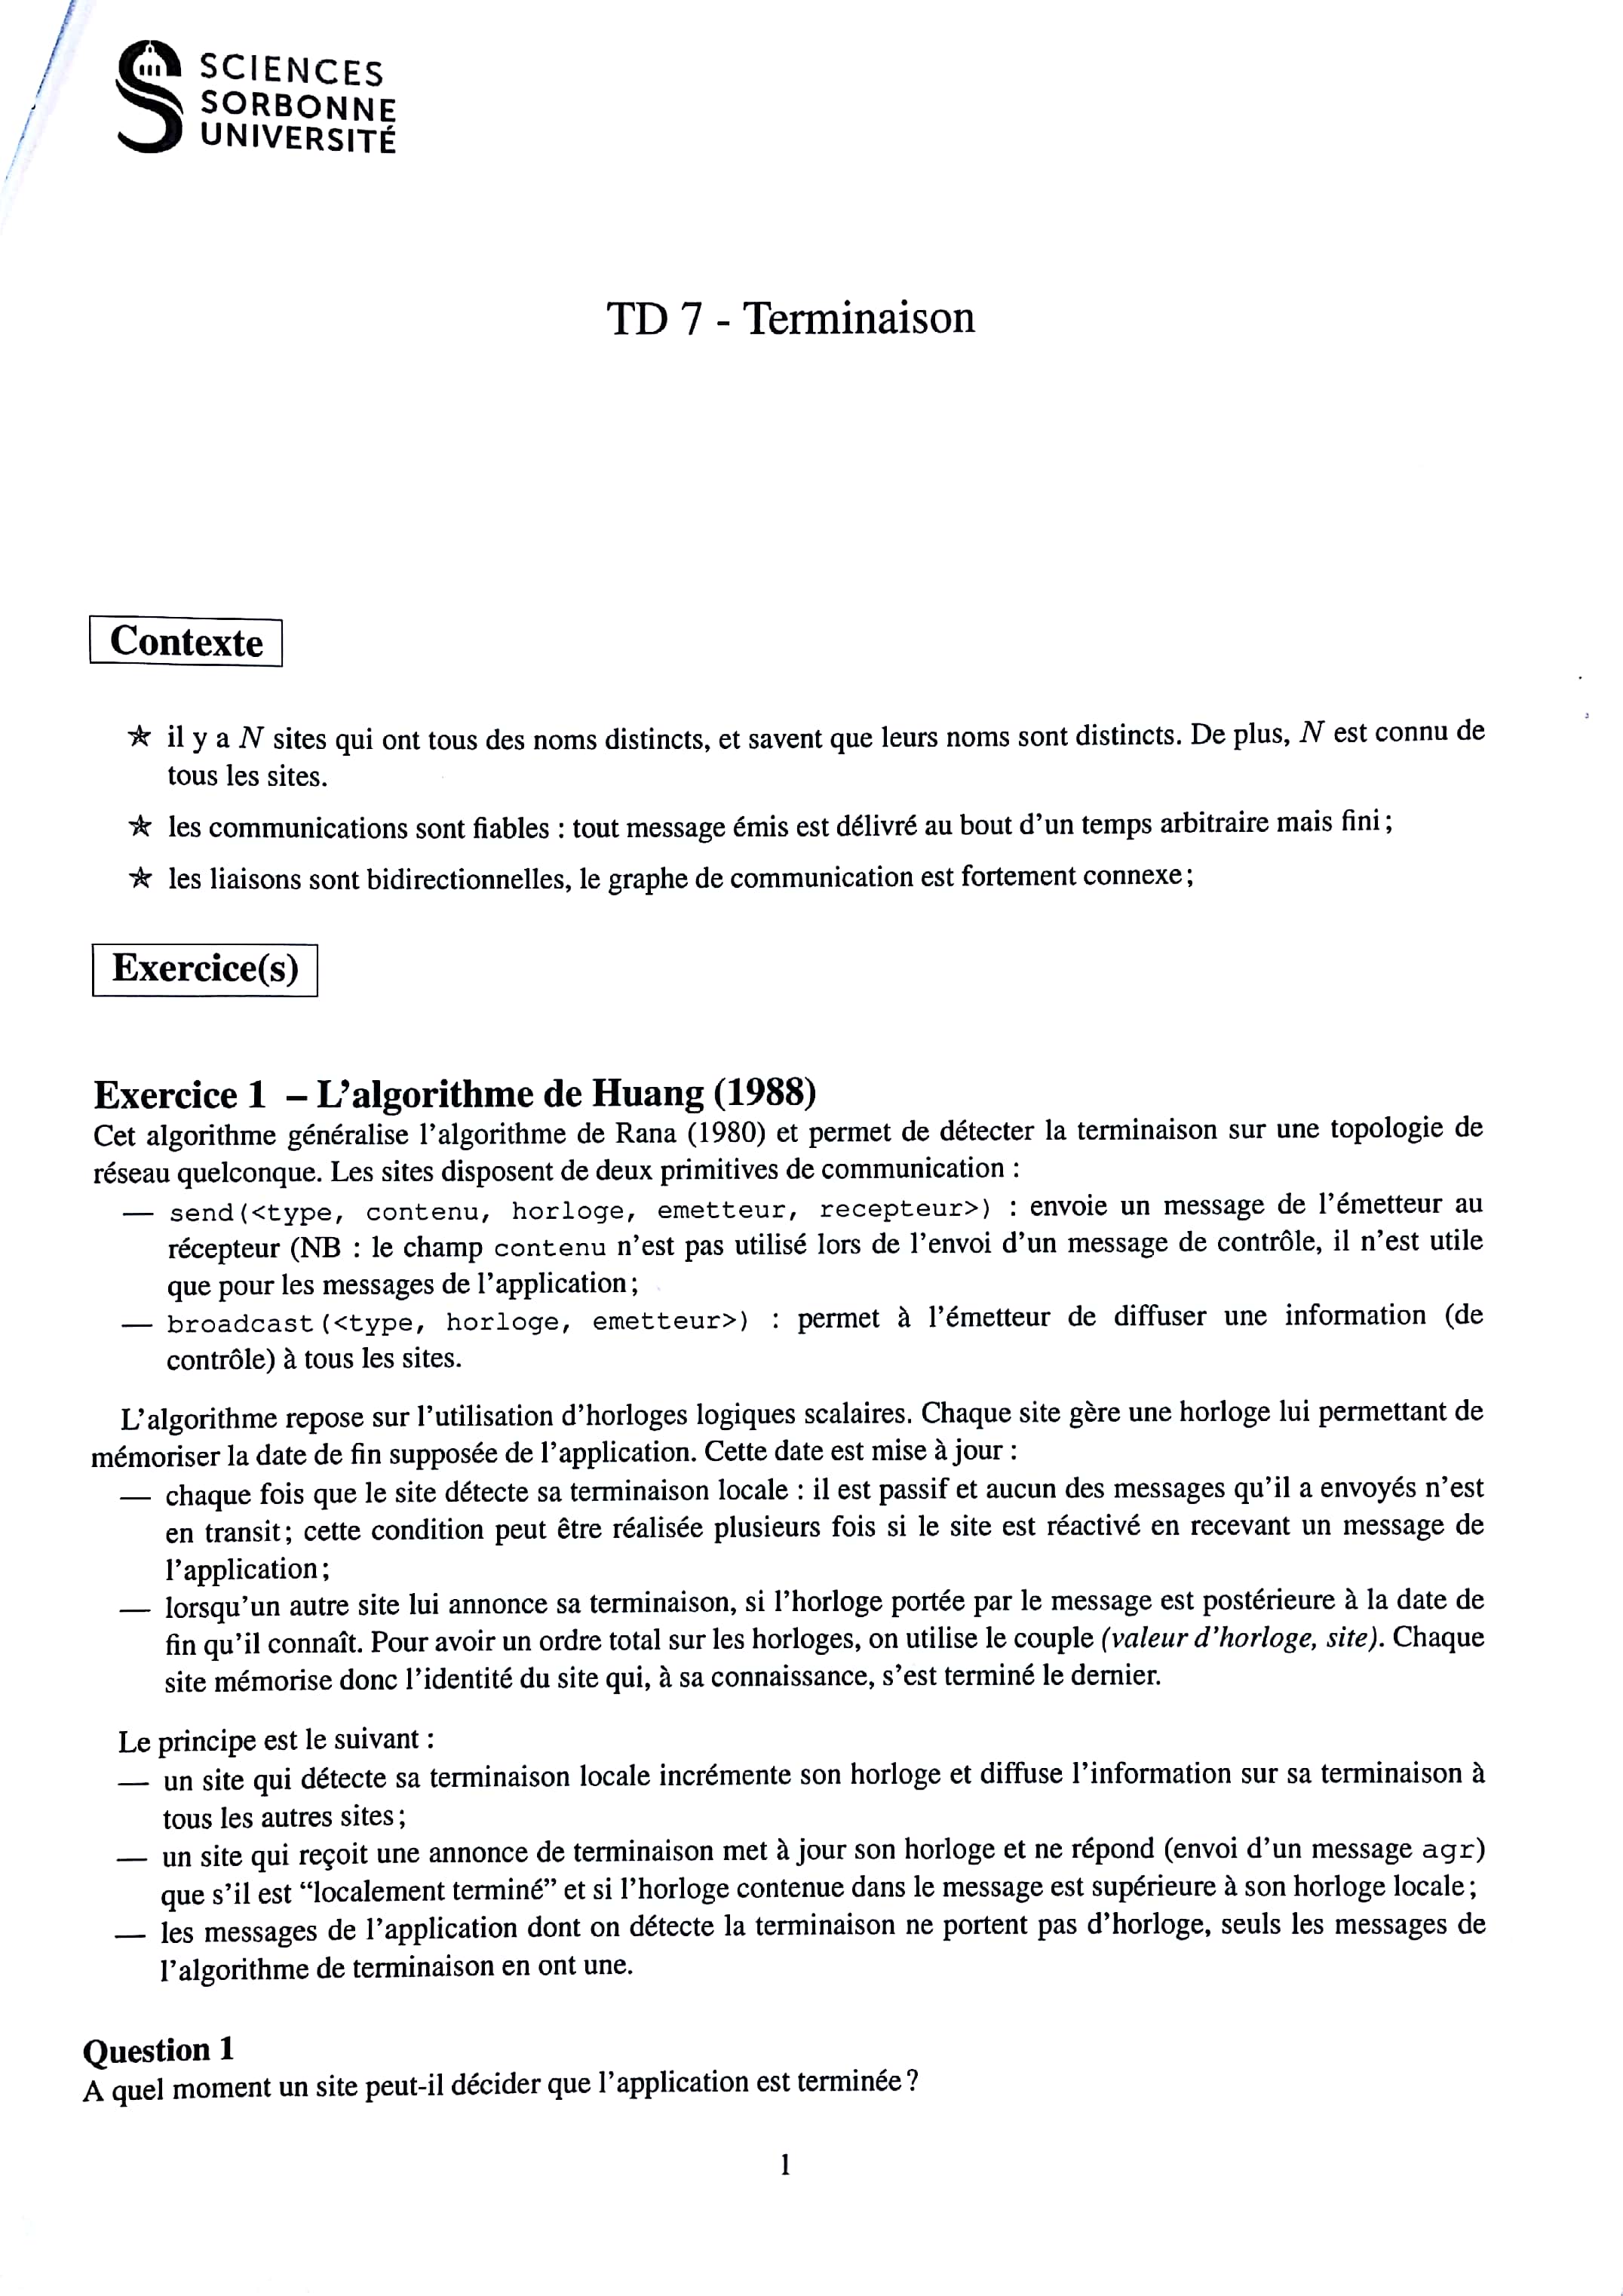 SCIENCES
SORBONNE
UNIVERSITÉ
TD 7 - Terminaison
Contexte
★ il y a N sites qui ont tous des noms distincts, et savent que leurs noms sont distincts. De plus, N est connu de
tous les sites.
★ les communications sont fiables : tout message émis est délivré au bout d'un temps arbitraire mais fini ;
★ les liaisons sont bidirectionnelles, le graphe de communication est fortement connexe ;
Exercice(s)
Exercice 1 – L'algorithme de Huang (1988)
Cet algorithme généralise l'algorithme de Rana (1980) et permet de détecter la terminaison sur une topologie de
réseau quelconque. Les sites disposent de deux primitives de communication :
— send(<type, contenu, horloge, emetteur, recepteur>) : envoie un message de l'émetteur au
récepteur (NB : le champ contenu n'est pas utilisé lors de l'envoi d'un message de contrôle, il n'est utile
que pour les messages de l'application ;
— broadcast(<type, horloge, emetteur>) : permet à l'émetteur de diffuser une information (de
contrôle) à tous les sites.
L'algorithme repose sur l'utilisation d'horloges logiques scalaires. Chaque site gère une horloge lui permettant de
mémoriser la date de fin supposée de l'application. Cette date est mise à jour :
— chaque fois que le site détecte sa terminaison locale : il est passif et aucun des messages qu'il a envoyés n'est
en transit ; cette condition peut être réalisée plusieurs fois si le site est réactivé en recevant un message de
l'application ;
— lorsqu'un autre site lui annonce sa terminaison, si l'horloge portée par le message est postérieure à la date de
fin qu'il connaît. Pour avoir un ordre total sur les horloges, on utilise le couple (valeur d'horloge, site). Chaque
site mémorise donc l'identité du site qui, à sa connaissance, s'est terminé le dernier.
Le principe est le suivant :
— un site qui détecte sa terminaison locale incrémente son horloge et diffuse l'information sur sa terminaison à
tous les autres sites ;
— un site qui reçoit une annonce de terminaison met à jour son horloge et ne répond (envoi d'un message agr)
que s'il est “localement terminé” et si l'horloge contenue dans le message est supérieure à son horloge locale ;
— les messages de l'application dont on détecte la terminaison ne portent pas d'horloge, seuls les messages de
l'algorithme de terminaison en ont une.
Question 1
A quel moment un site peut-il décider que l'application est terminée ?
1